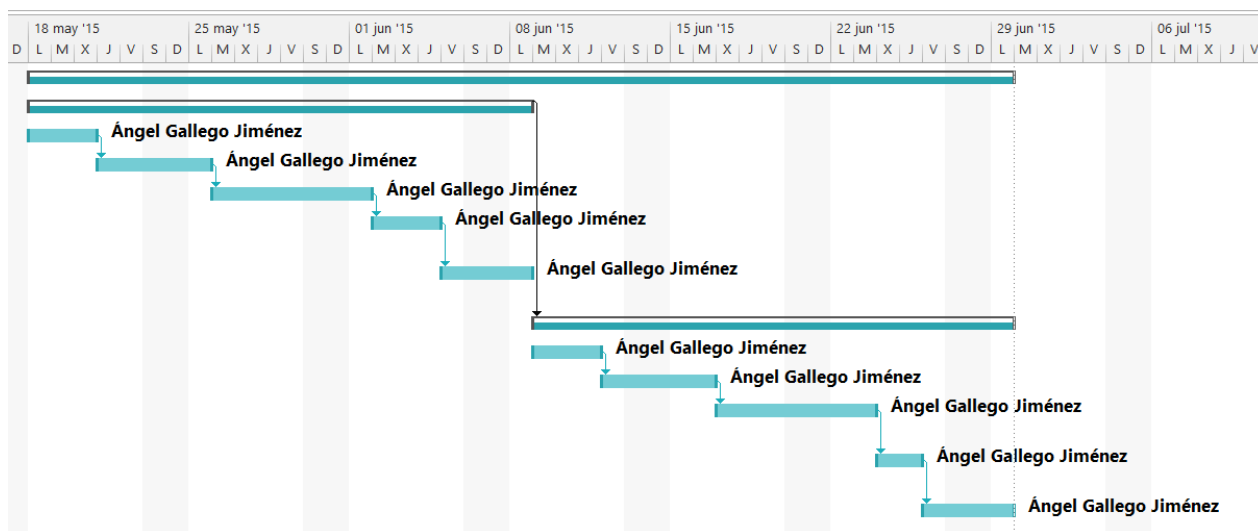 18 may '15 25 may '15 01 jun '15 08 jun '15 15 jun '15 22 jun '15 29 jun '15 06 jul '15
D L M X J V S D L M X J V S D L M X J V S D L M X J V S D L M X J V S D L M X J V S D L M X J V S D L M X J V
Ángel Gallego Jiménez
Ángel Gallego Jiménez
Ángel Gallego Jiménez
Ángel Gallego Jiménez
Ángel Gallego Jiménez
Ángel Gallego Jiménez
Ángel Gallego Jiménez
Ángel Gallego Jiménez
Ángel Gallego Jiménez
Ángel Gallego Jiménez